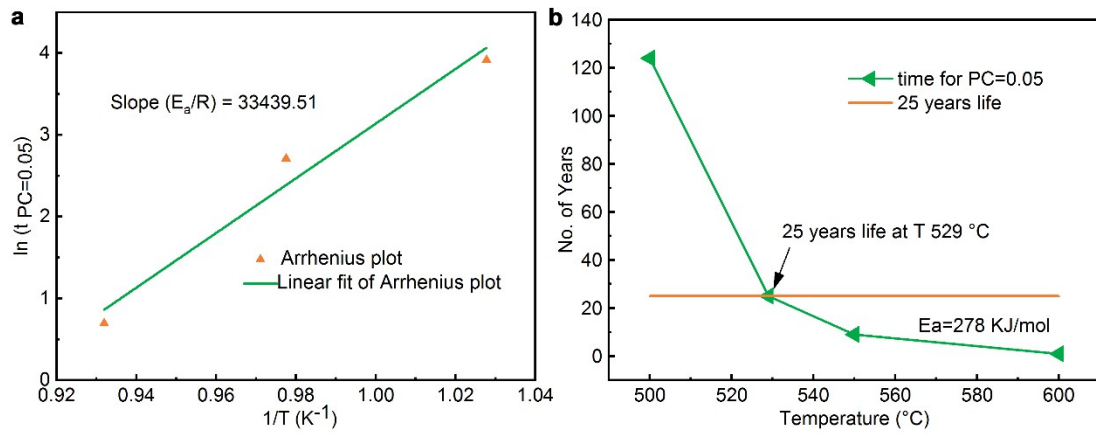 a
ln (t PC=0.05)
4
3
2
1
0
Slope (Ea/R) = 33439.51
Arrhenius plot
Linear fit of Arrhenius plot
0.92 0.94 0.96 0.98 1.00 1.02 1.04
1/T (K-1)
b
No. of Years
140
120
100
80
60
40
20
0
time for PC=0.05
25 years life
25 years life at T 529 °C
Ea=278 KJ/mol
500 520 540 560 580 600
Temperature (°C)